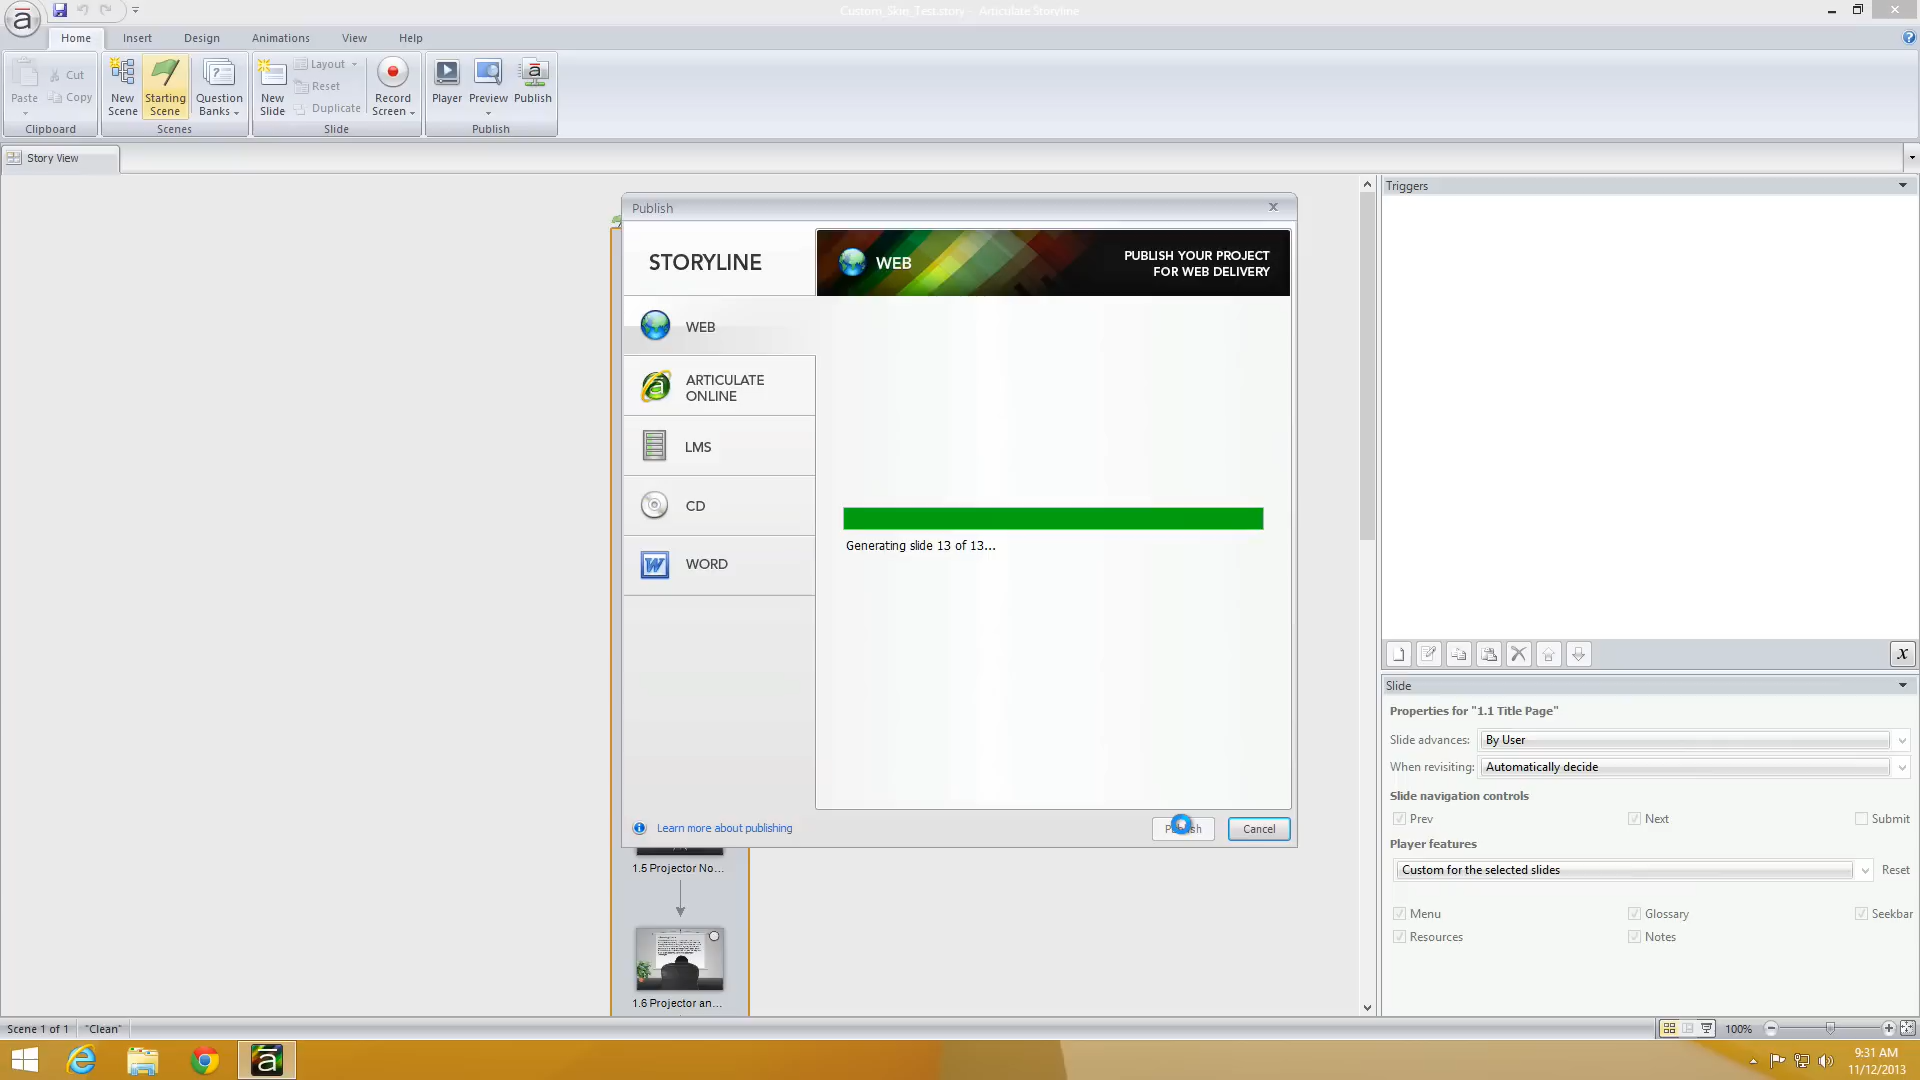 Custom_Skin_Test.story - Articulate Storyline
Home
Insert
Design
Animations
View
Help
Paste
Cut
Copy
New Scene
Starting Scene
Question Banks
New Slide
Layout
Reset
Duplicate
Record Screen
Player
Preview
Publish
Clipboard
Scenes
Slide
Publish
Story View
Triggers
Publish
STORYLINE
WEB
PUBLISH YOUR PROJECT
FOR WEB DELIVERY
WEB
ARTICULATE
ONLINE
LMS
CD
WORD
Generating slide 13 of 13...
Learn more about publishing
Publish
Cancel
1.5 Projector No...
1.6 Projector an...
x
Slide
Properties for "1.1 Title Page"
Slide advances: By User
When revisiting: Automatically decide
Slide navigation controls
Prev
Next
Submit
Player features
Custom for the selected slides
Reset
Menu
Glossary
Seekbar
Resources
Notes
Scene 1 of 1
"Clean"
100%
9:31 AM
11/12/2013